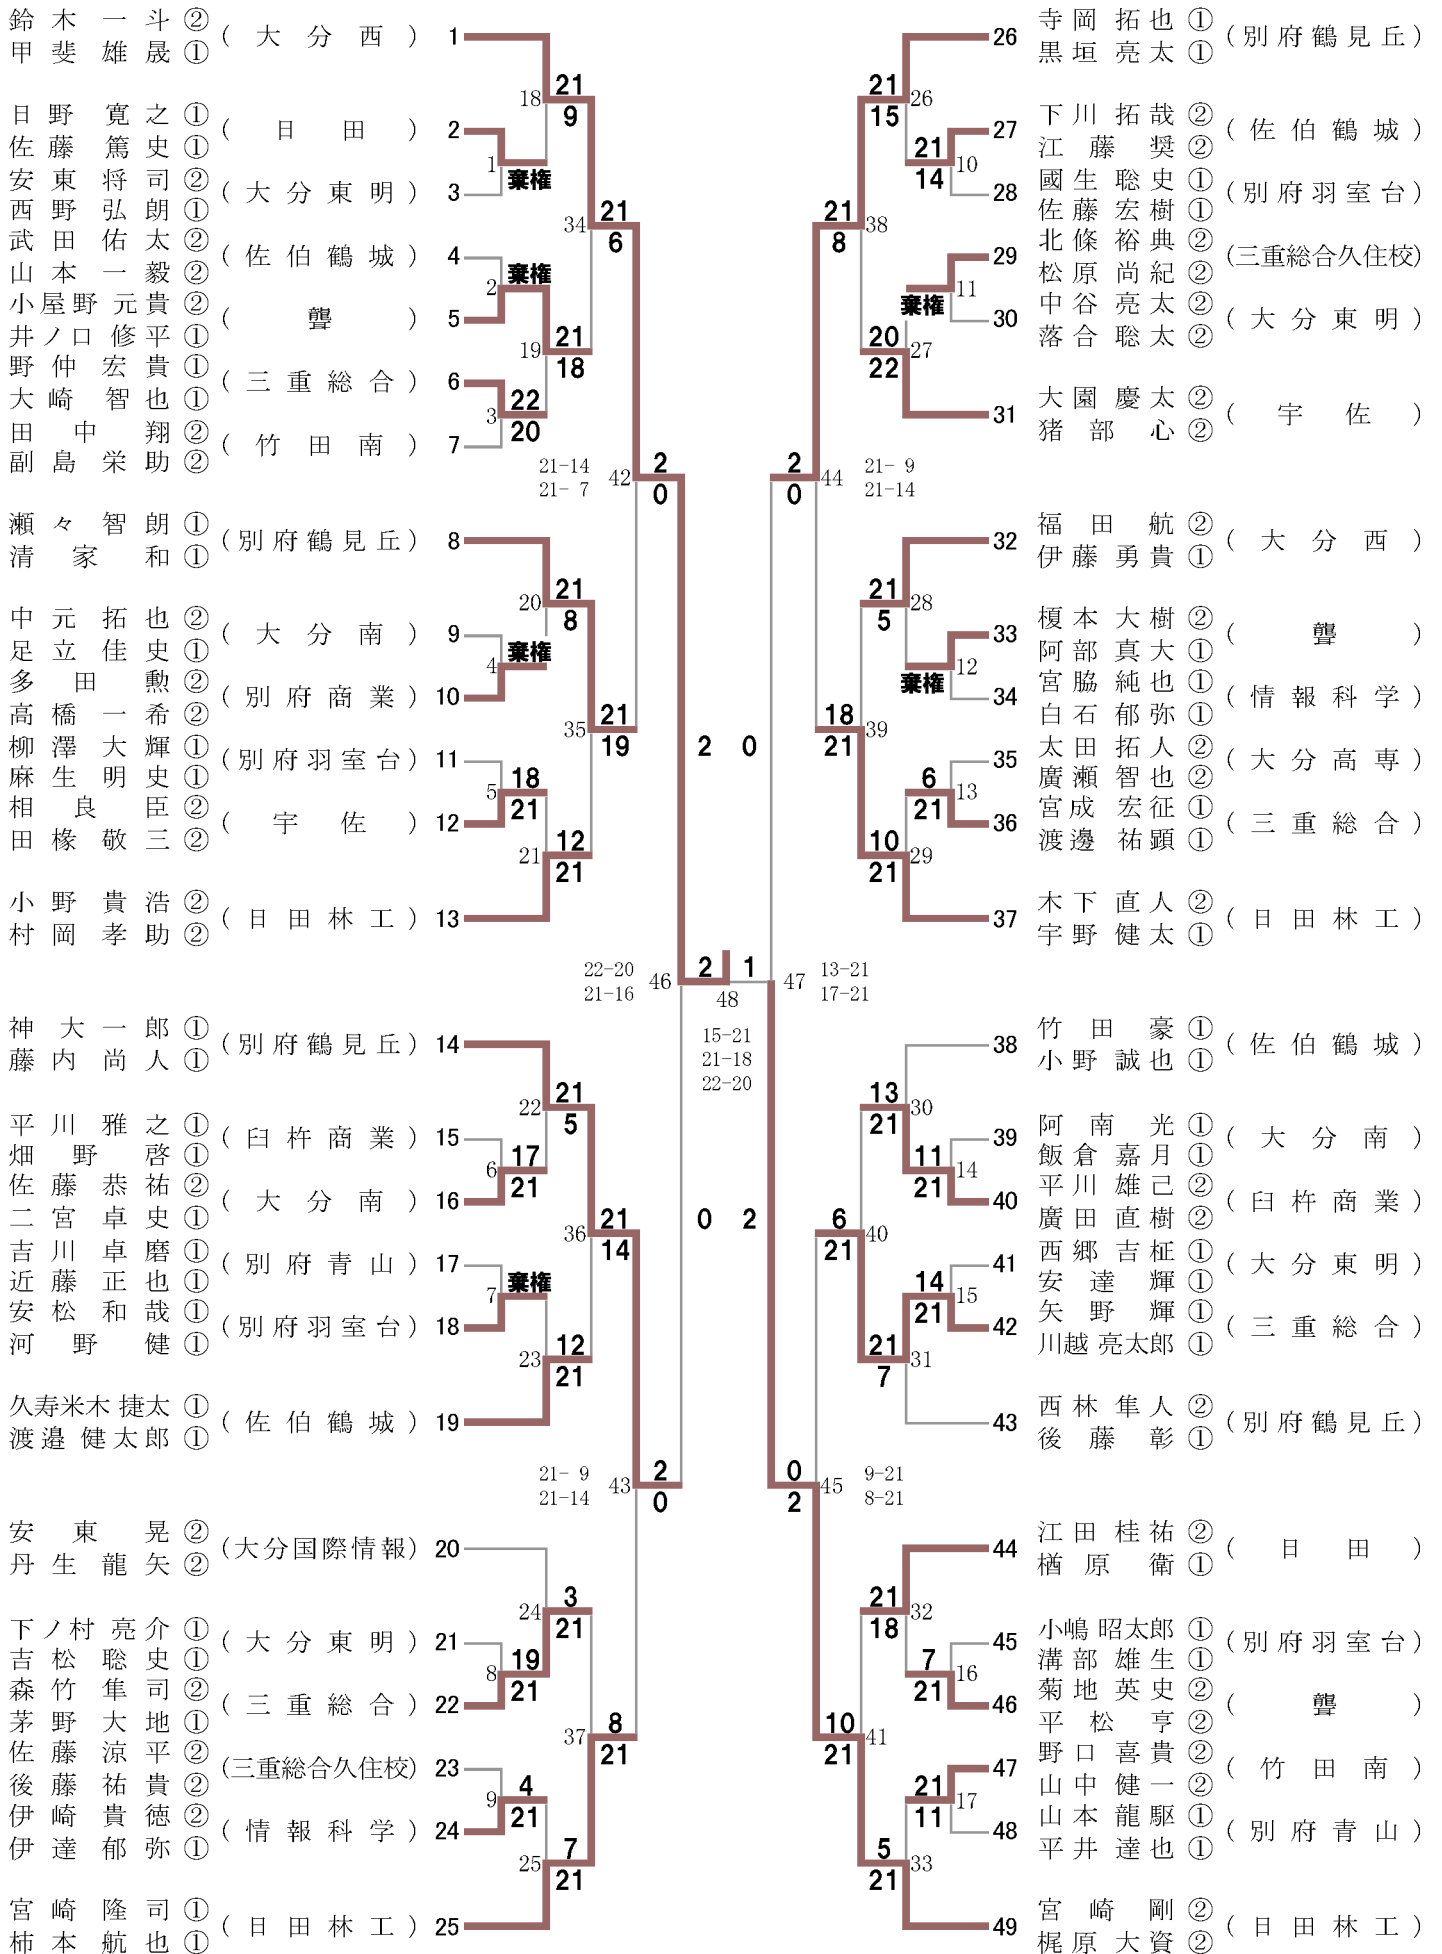 鈴木一斗② (大分西) 1
甲斐雄晟①
18 21
9
日野寛之① (日田) 2
佐藤篤史①
1 棄権
安東将司② (大分東明) 3
西野弘朗①
34 21
6
武田佑太② (佐伯鶴城) 4
山本一毅②
2 棄権
小屋野元貴② (聾) 5
井ノ口修平①
19 21
18
野仲宏貴① (三重総合) 6
大崎智也①
3 22
20
田中翔② (竹田南) 7
副島栄助②
21-14
21- 7
42 2
0
瀬々智朗① (別府鶴見丘) 8
清家和①
20 21
8
中元拓也② (大分南) 9
足立佳史①
4 棄権
多田勲② (別府商業) 10
高橋一希②
35 21
19
柳澤大輝① (別府羽室台) 11
麻生明史①
5 18
21
相良臣② (宇佐) 12
田椽敬三②
21 12
21
小野貴浩② (日田林工) 13
村岡孝助②
22-20
21-16
46
神大一郎① (別府鶴見丘) 14
藤内尚人①
22 21
5
平川雅之① (臼杵商業) 15
畑野啓①
6 17
21
佐藤恭祐② (大分南) 16
二宮卓史①
36 21
14
吉川卓磨① (別府青山) 17
近藤正也①
7 棄権
安松和哉① (別府羽室台) 18
河野健①
23 12
21
久寿米木捷太① (佐伯鶴城) 19
渡邉健太郎①
21- 9
21-14
43 2
0
安東晃② (大分国際情報) 20
丹生龍矢②
24 3
21
下ノ村亮介① (大分東明) 21
吉松聡史①
8 19
21
森竹隼司② (三重総合) 22
茅野大地①
37 8
21
佐藤涼平② (三重総合久住校) 23
後藤祐貴②
9 4
21
伊崎貴徳② (情報科学) 24
伊達郁弥①
25 7
21
宮崎隆司① (日田林工) 25
柿本航也①
2 0
2 1
48
15-21
21-18
22-20
0 2
26 寺岡拓也① (別府鶴見丘)
黒垣亮太①
21 26
15
27 下川拓哉② (佐伯鶴城)
江藤奨②
21 10
14
28 國生聡史① (別府羽室台)
佐藤宏樹①
21 38
8
29 北條裕典② (三重総合久住校)
松原尚紀②
棄権 11
30 中谷亮太② (大分東明)
落合聡太②
20 27
22
31 大園慶太② (宇佐)
猪部心②
2 44
0
21- 9
21-14
32 福田航② (大分西)
伊藤勇貴①
21 28
5
33 榎本大樹② (聾)
阿部真大①
棄権 12
34 宮脇純也① (情報科学)
白石郁弥①
18 39
21
35 太田拓人② (大分高専)
廣瀬智也②
6 13
21
36 宮成宏征① (三重総合)
渡邊祐顕①
10 29
21
37 木下直人② (日田林工)
宇野健太①
47 13-21
17-21
38 竹田豪① (佐伯鶴城)
小野誠也①
13 30
21
39 阿南光① (大分南)
飯倉嘉月①
11 14
21
40 平川雄己② (臼杵商業)
廣田直樹②
6 40
21
41 西郷吉柾① (大分東明)
安達輝①
14 15
21
42 矢野輝① (三重総合)
川越亮太郎①
21 31
7
43 西林隼人② (別府鶴見丘)
後藤彰①
0 45
2
9-21
8-21
44 江田桂祐② (日田)
楢原衛①
21 32
18
45 小嶋昭太郎① (別府羽室台)
溝部雄生①
7 16
21
46 菊地英史② (聾)
平松亨②
10 41
21
47 野口喜貴② (竹田南)
山中健一②
21 17
11
48 山本龍駆① (別府青山)
平井達也①
5 33
21
49 宮崎剛② (日田林工)
梶原大資②